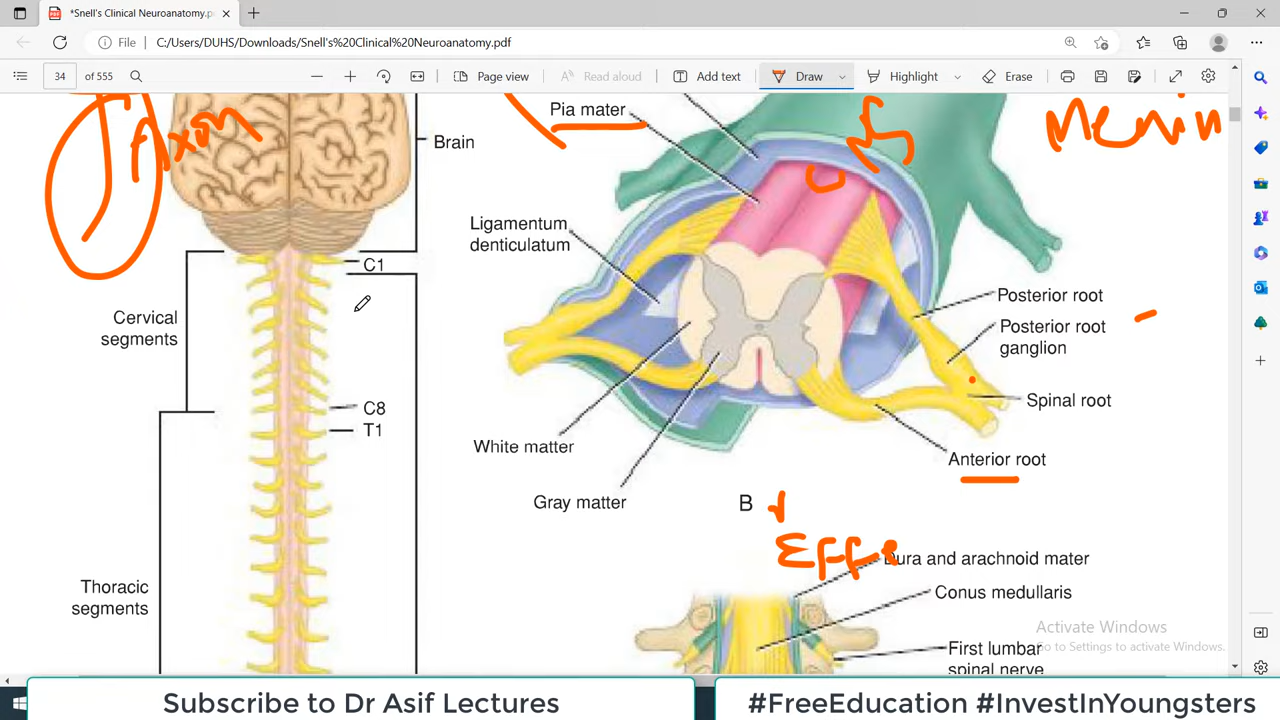 *Snell's Clinical Neuroanatomy.p
File
C:/Users/DUHS/Downloads/Snell's%20Clinical%20Neuroanatomy.pdf
34 of 555
Page view
Read aloud
Add text
Draw
Highlight
Erase
Pia mater
Menin
Axon
Brain
Ligamentum
denticulatum
C1
Cervical
segments
Posterior root
Posterior root
ganglion
Spinal root
C8
T1
White matter
Anterior root
Gray matter
B
Effe
Dura and arachnoid mater
Conus medullaris
Thoracic
segments
First lumbar
spinal nerve
Activate Windows
Go to Settings to activate Windows.
Subscribe to Dr Asif Lectures
#FreeEducation #InvestInYoungsters